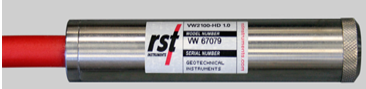 rst
INSTRUMENTS
VW2100-HD 1.0
MODEL NUMBER
VW 67079
SERIAL NUMBER
GEOTECHNICAL
INSTRUMENTS